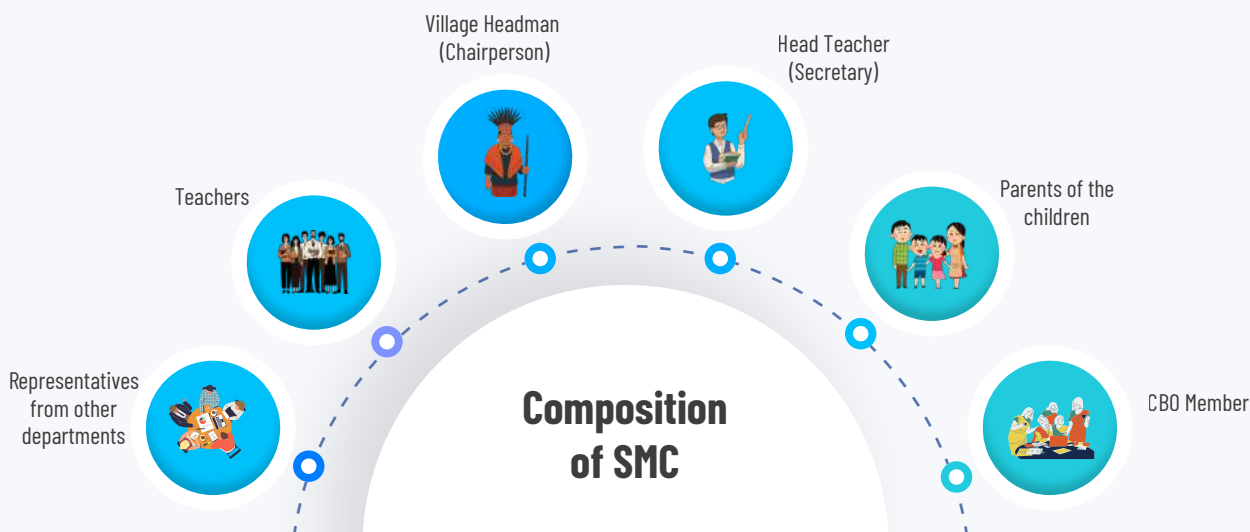 Village Headman
(Chairperson)
Head Teacher
(Secretary)
Teachers
Parents of the
children
Representatives
from other
departments
CBO Member
Composition
of SMC